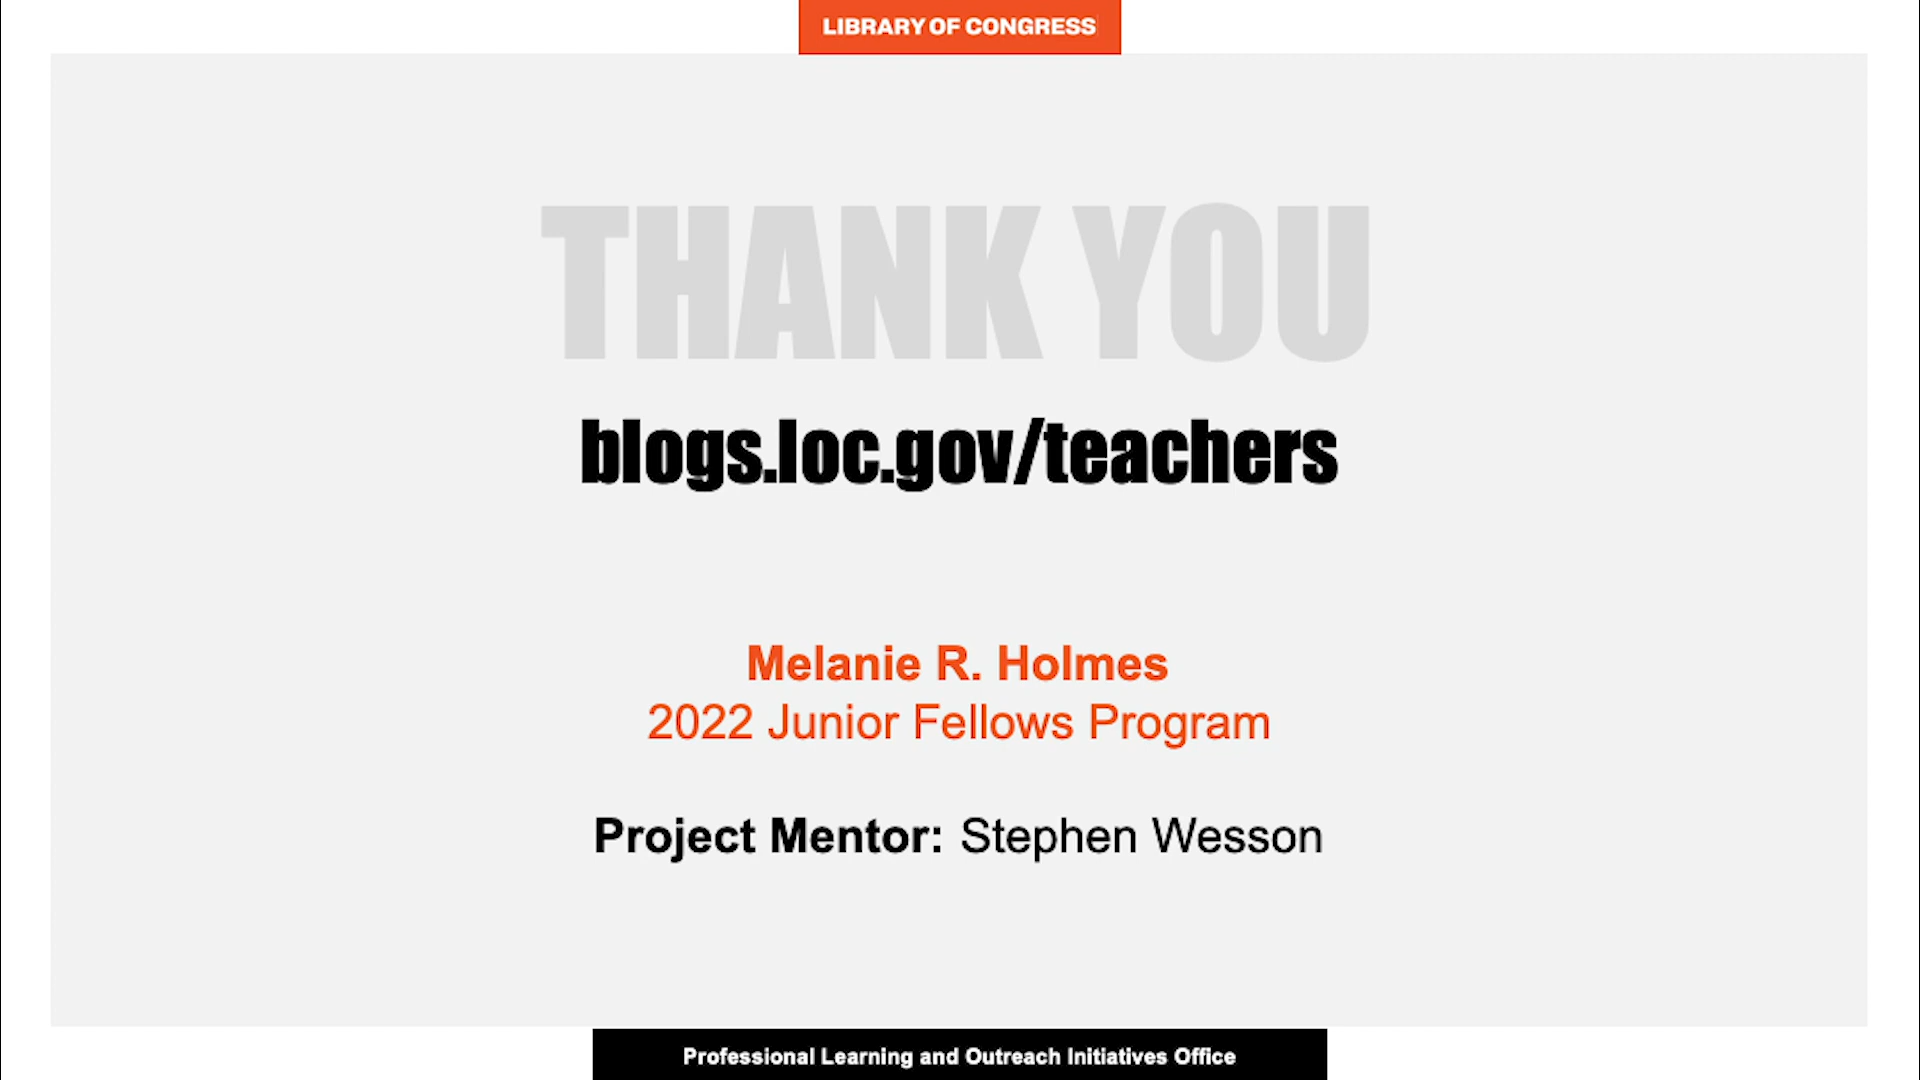 LIBRARY OF CONGRESS
THANK YOU
blogs.loc.gov/teachers
Melanie R. Holmes
2022 Junior Fellows Program
Project Mentor: Stephen Wesson
Professional Learning and Outreach Initiatives Office